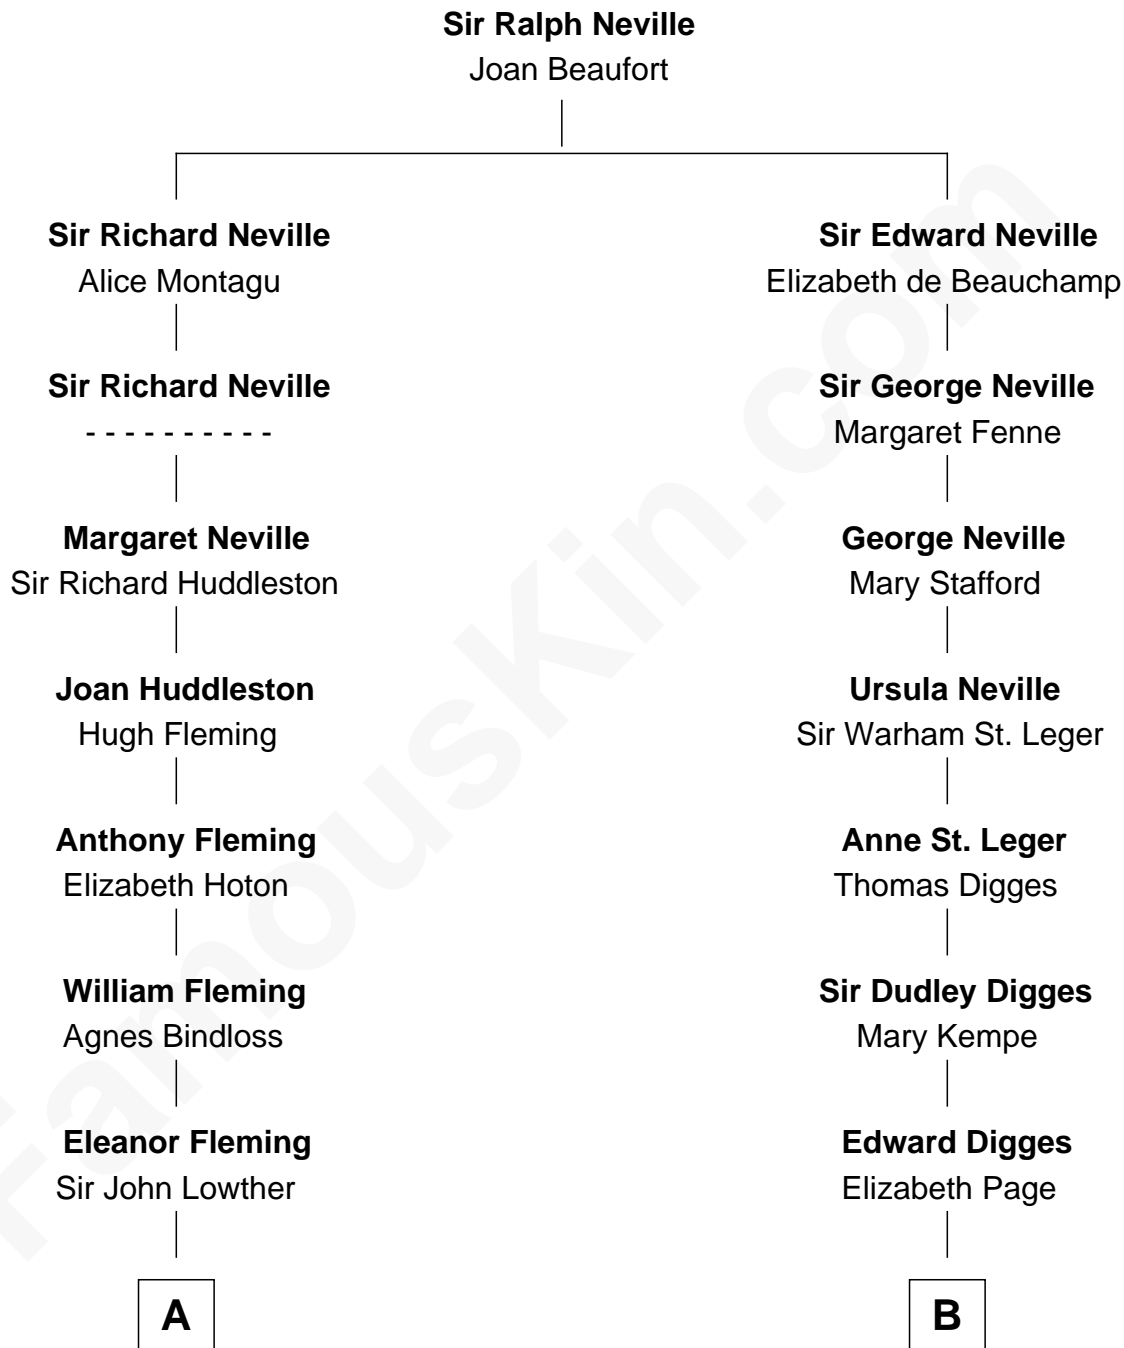 Sir Ralph Neville
Joan Beaufort
Sir Richard Neville
Alice Montagu
Sir Edward Neville
Elizabeth de Beauchamp
Sir Richard Neville
- - - - - - - - - -
Sir George Neville
Margaret Fenne
Margaret Neville
Sir Richard Huddleston
George Neville
Mary Stafford
Joan Huddleston
Hugh Fleming
Ursula Neville
Sir Warham St. Leger
Anthony Fleming
Elizabeth Hoton
Anne St. Leger
Thomas Digges
William Fleming
Agnes Bindloss
Sir Dudley Digges
Mary Kempe
Eleanor Fleming
Sir John Lowther
Edward Digges
Elizabeth Page
A
B
FamousKin.com